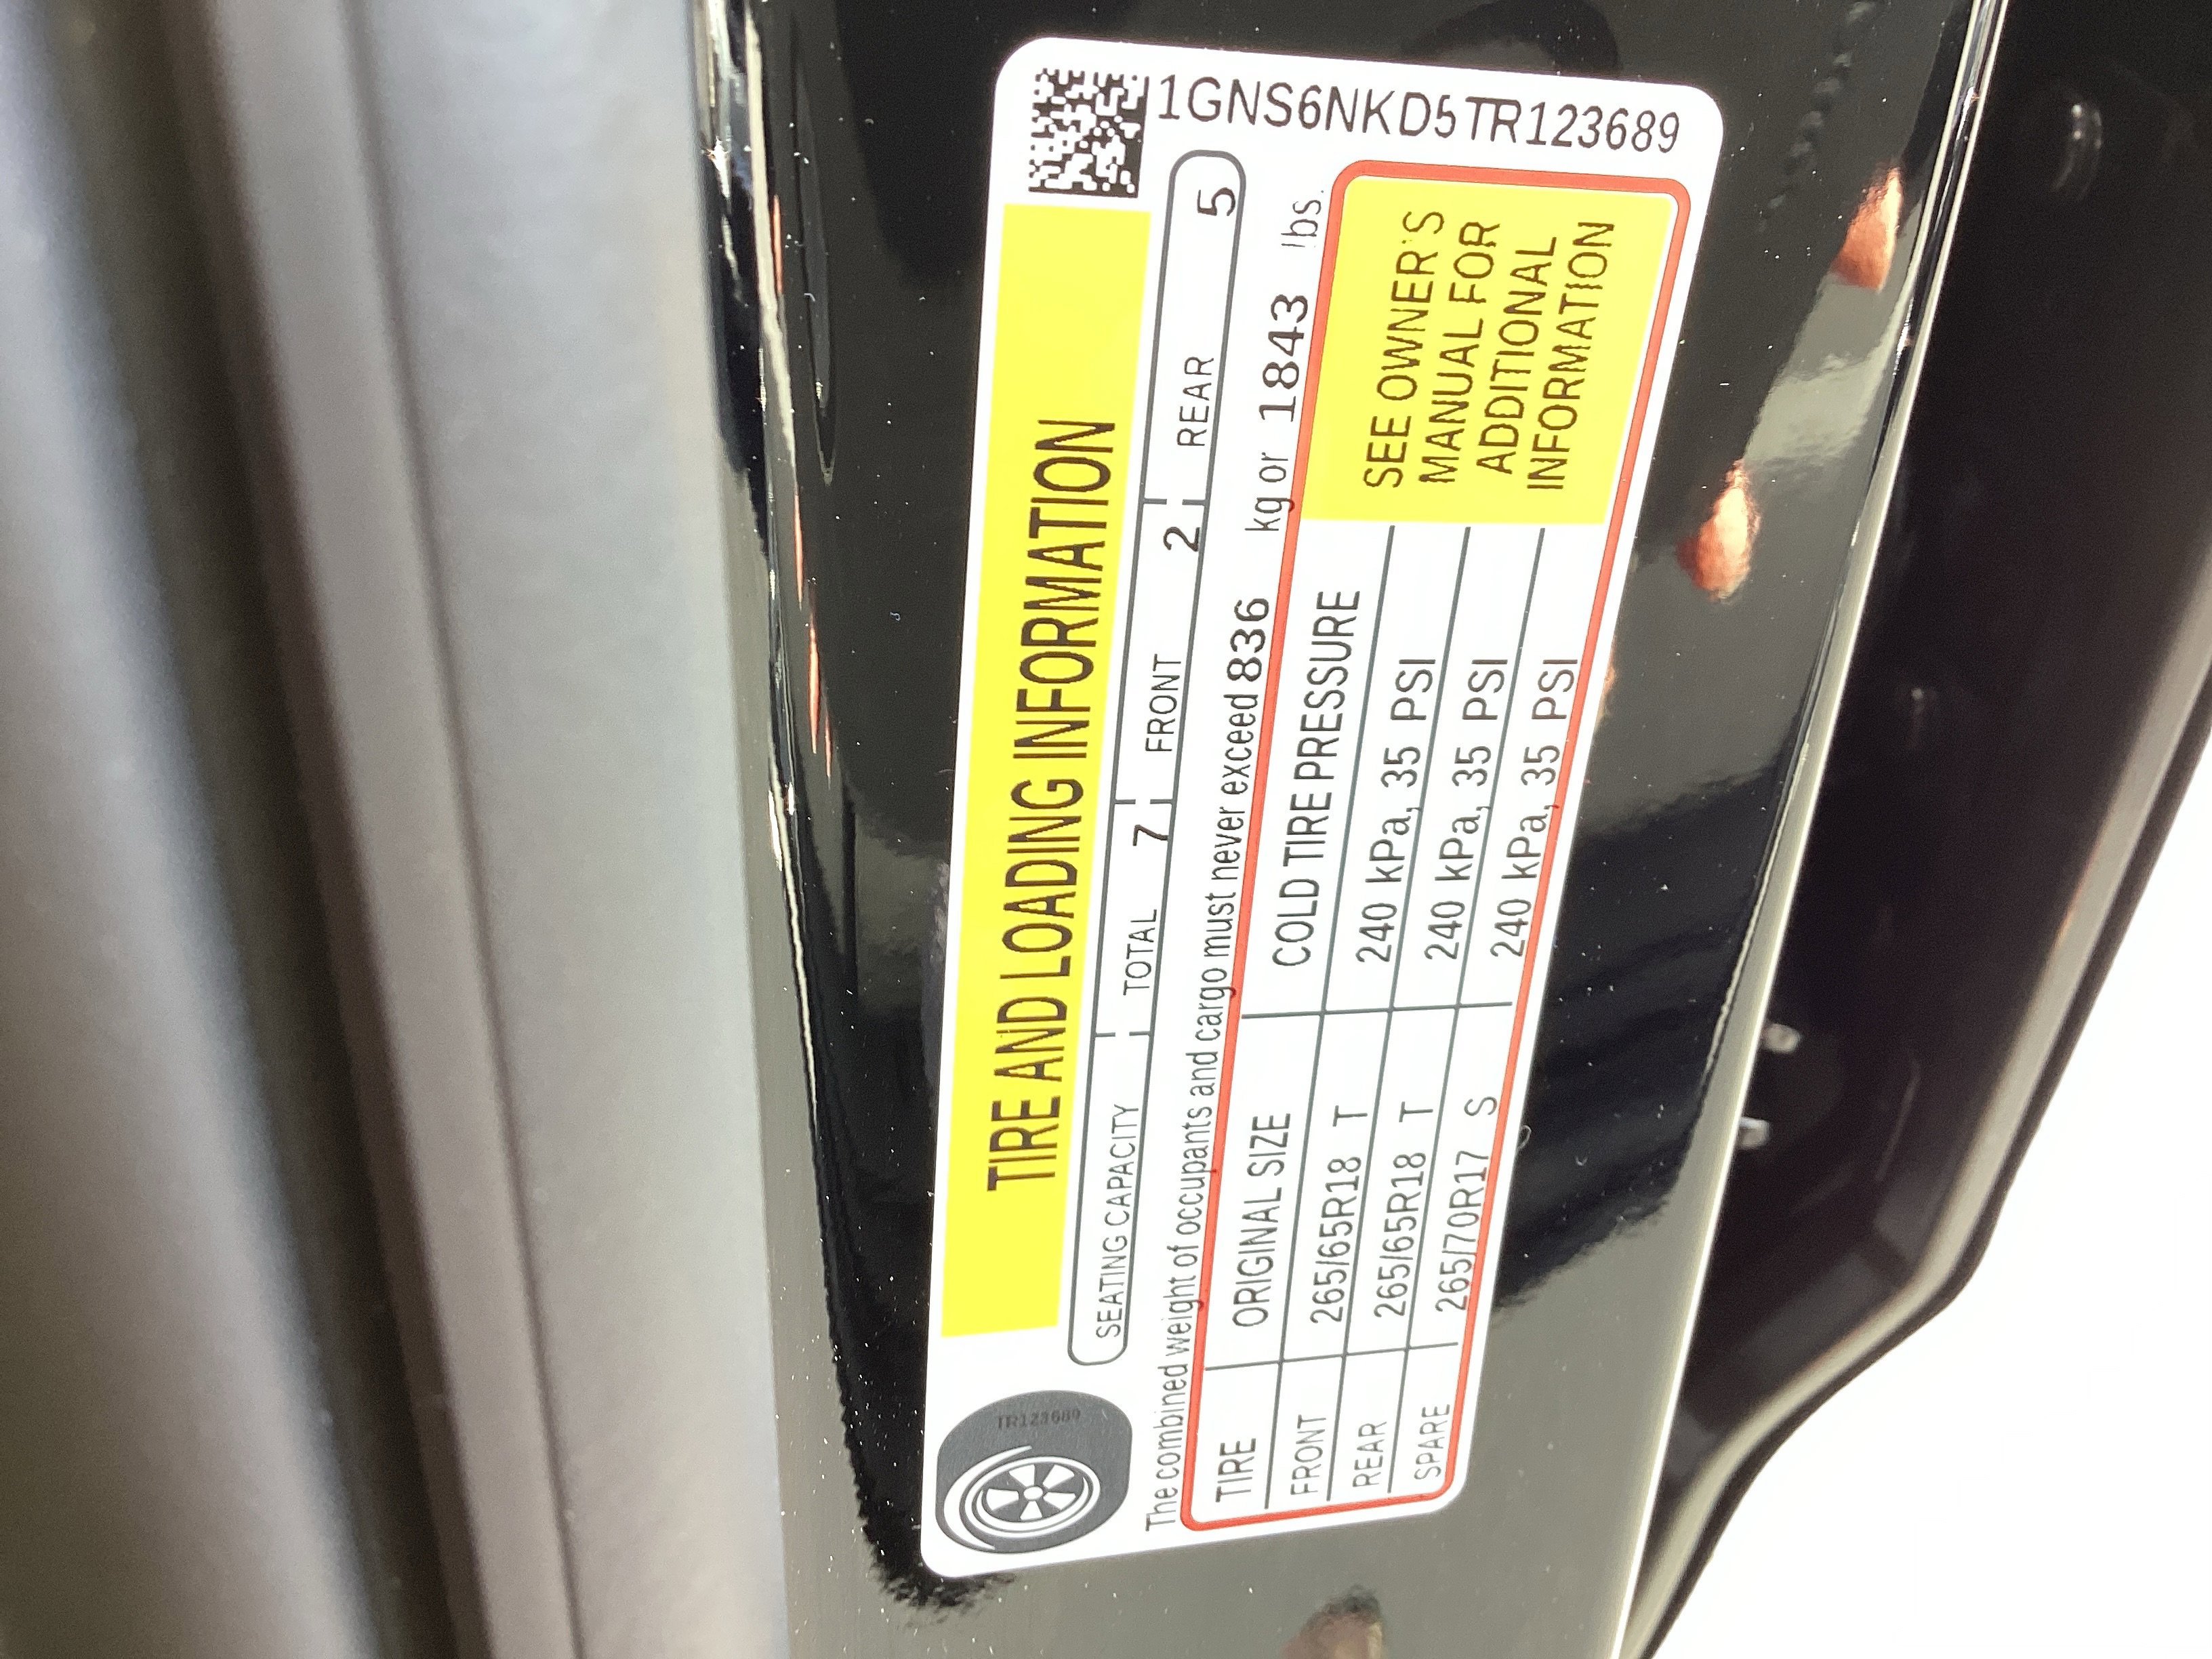 TIRE AND LOADING INFORMATION
SEATING CAPACITY TOTAL 7 FRONT 2 REAR 5
The combined weight of occupants and cargo must never exceed 836 kg or 1843 lbs.
TIRE ORIGINAL SIZE COLD TIRE PRESSURE
FRONT 265/65R18 T 240 kPa, 35 PSI
REAR 265/65R18 T 240 kPa, 35 PSI
SPARE 265/70R17 S 240 kPa, 35 PSI
SEE OWNER'S
MANUAL FOR
ADDITIONAL
INFORMATION
1GNS6NKD5TR123689
TR123689